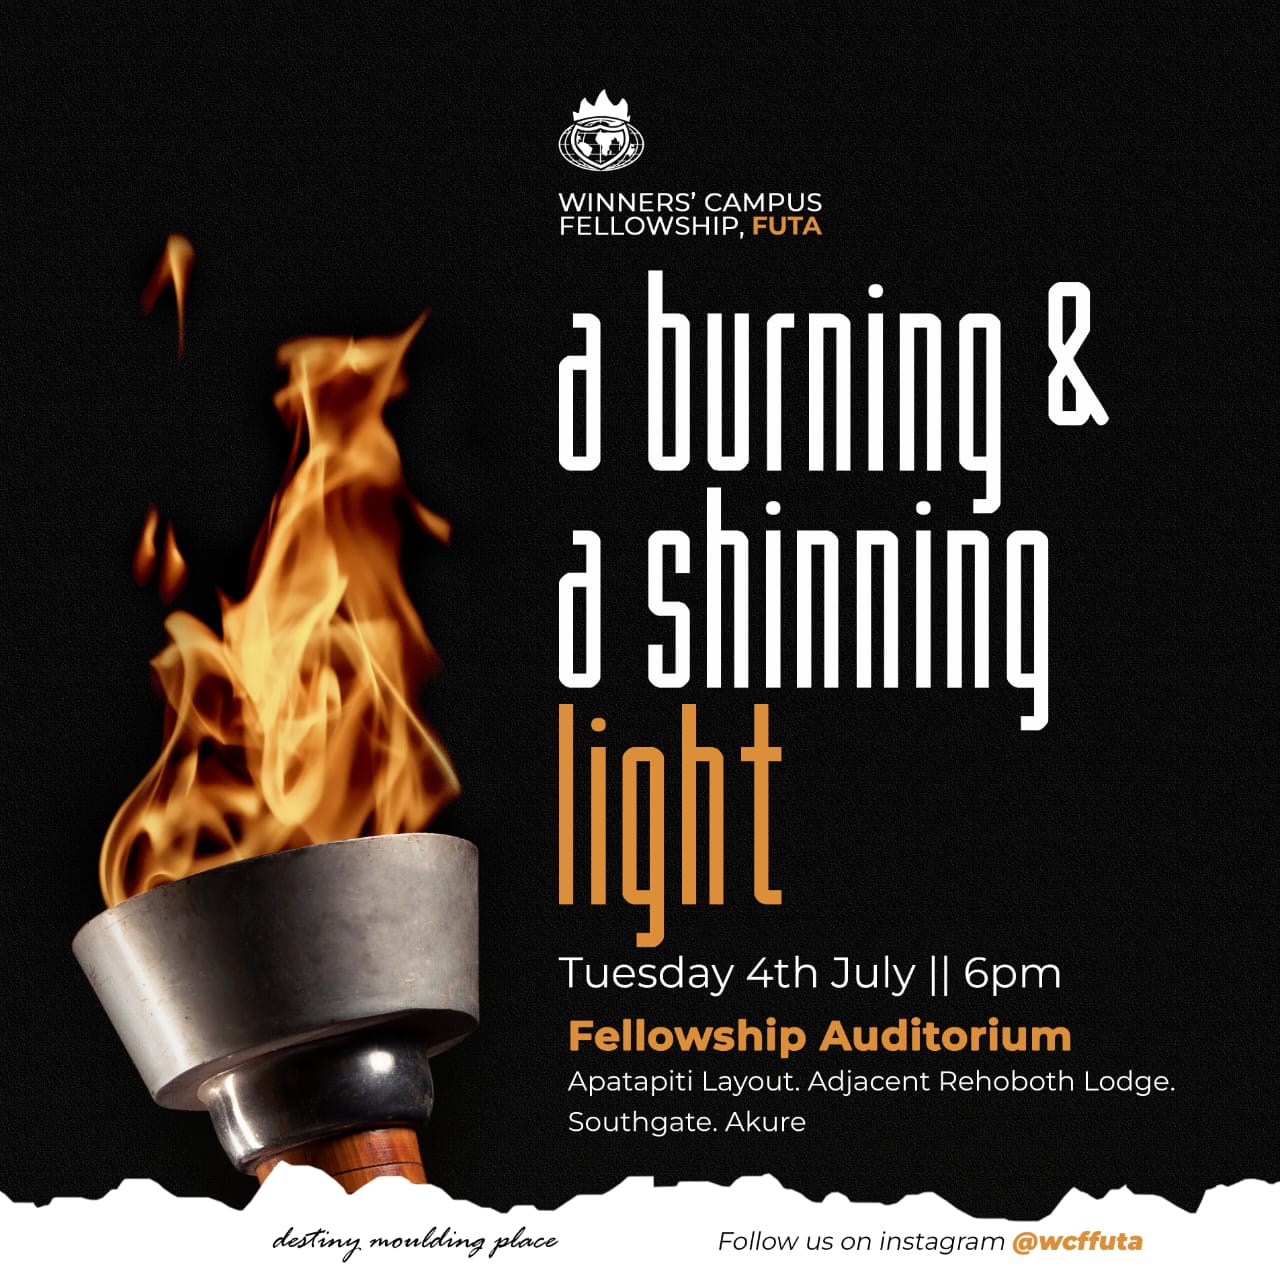 WINNERS' CAMPUS
FELLOWSHIP, FUTA
a burning &
a shinning
light
Tuesday 4th July || 6pm
Fellowship Auditorium
Apatapiti Layout. Adjacent Rehoboth Lodge.
Southgate. Akure
destiny moulding place
Follow us on instagram @wcffuta